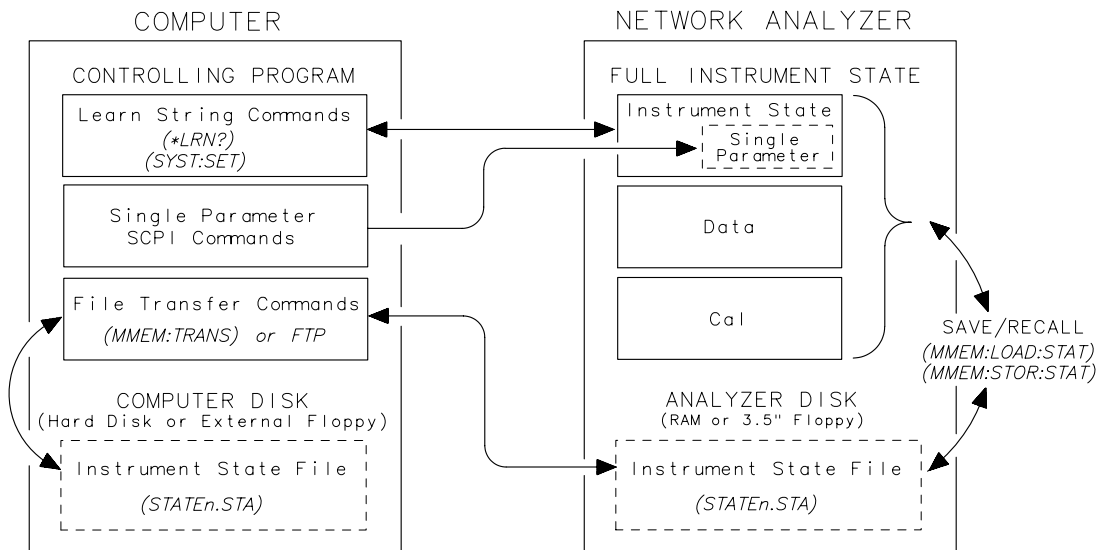 COMPUTER
CONTROLLING PROGRAM
Learn String Commands
(*LRN?)
(SYST:SET)
Single Parameter
SCPI Commands
File Transfer Commands
(MMEM:TRANS) or FTP
COMPUTER DISK
(Hard Disk or External Floppy)
Instrument State File
(STATEn.STA)
NETWORK ANALYZER
FULL INSTRUMENT STATE
Instrument State
Single
Parameter
Data
Cal
ANALYZER DISK
(RAM or 3.5" Floppy)
Instrument State File
(STATEn.STA)
SAVE/RECALL
(MMEM:LOAD:STAT)
(MMEM:STOR:STAT)